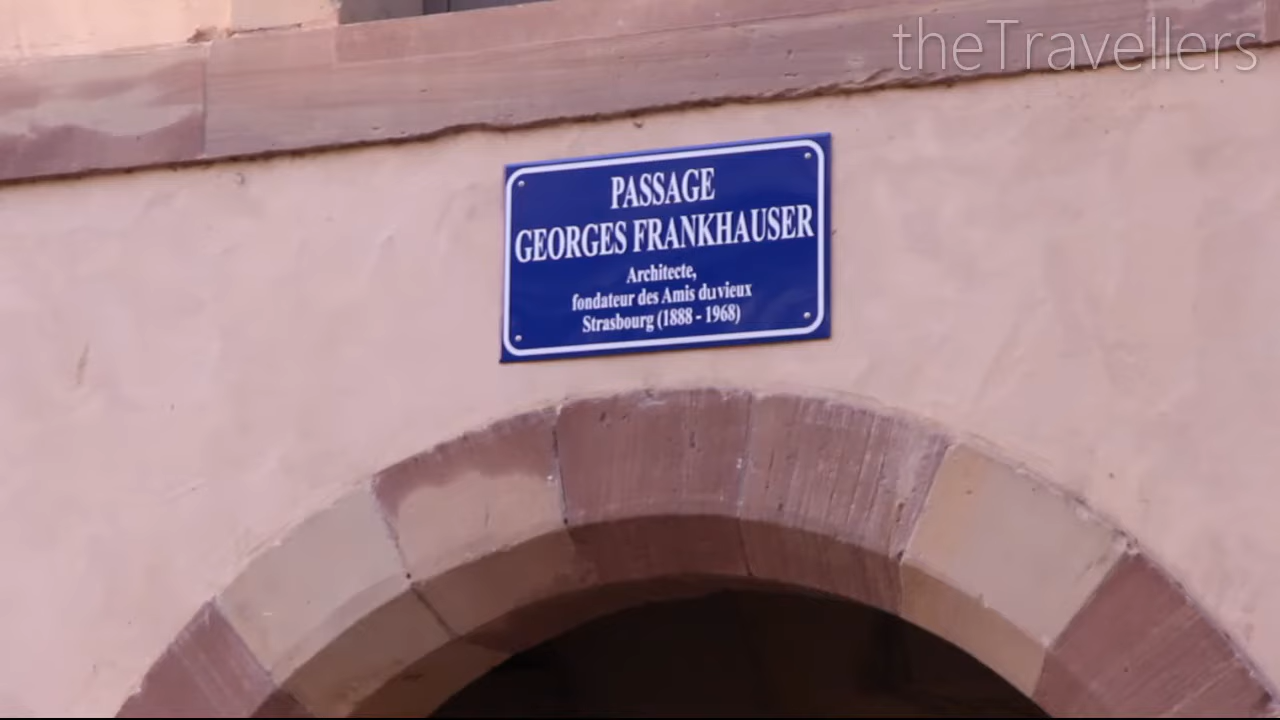 theTravellers
PASSAGE
GEORGES FRANKHAUSER
Architecte,
fondateur des Amis du vieux
Strasbourg (1888 - 1968)